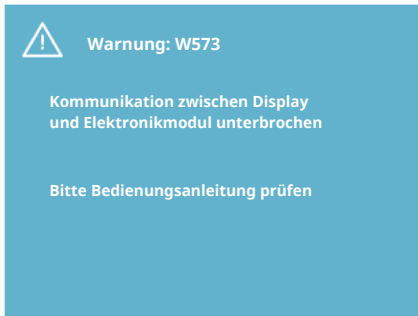 Warnung: W573
Kommunikation zwischen Display
und Elektronikmodul unterbrochen
Bitte Bedienungsanleitung prüfen